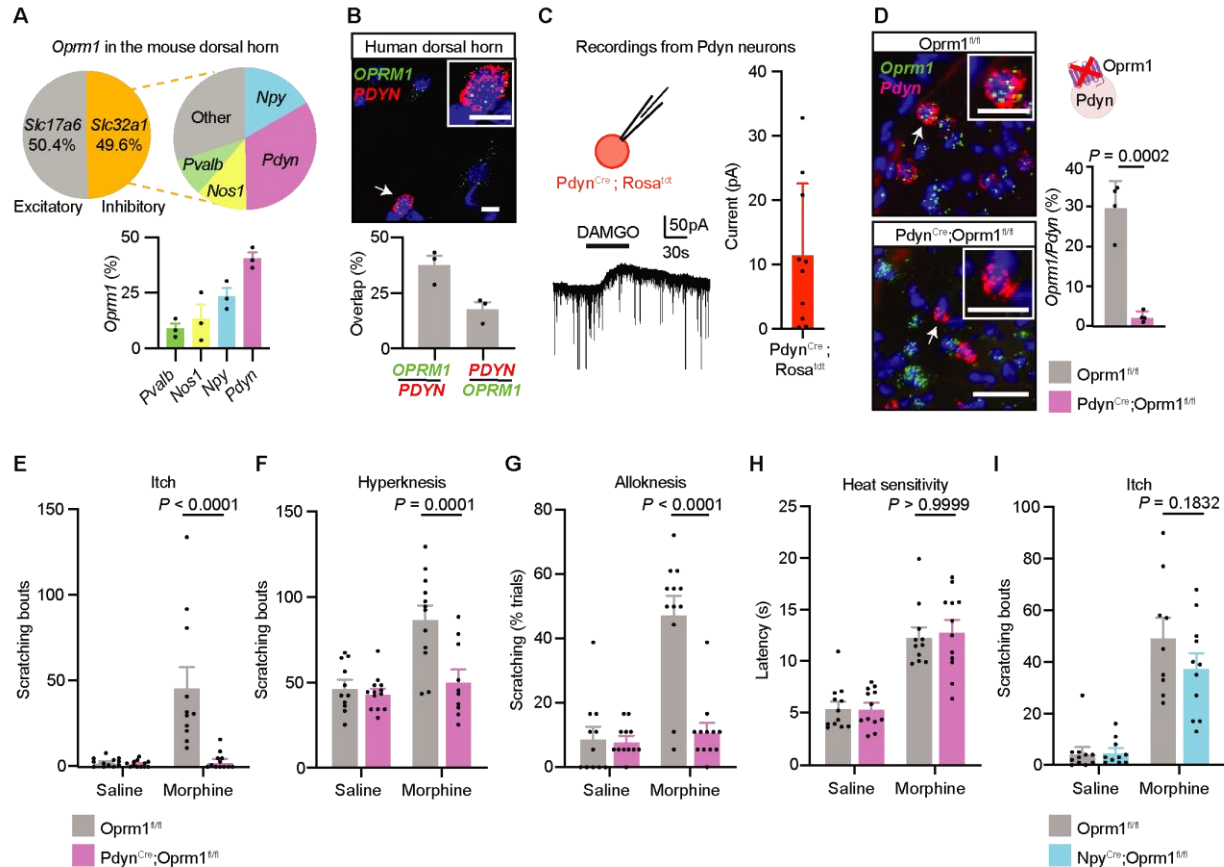 A
Oprm1 in the mouse dorsal horn
Slc17a6
50.4%
Slc32a1
49.6%
Excitatory
Inhibitory
Other
Npy
Pdyn
Nos1
Pvalb
Oprm1 (%)
50
25
0
Pvalb
Nos1
Npy
Pdyn
B
Human dorsal horn
OPRM1
PDYN
Overlap (%)
50
25
0
OPRM1
PDYN
PDYN
OPRM1
C
Recordings from Pdyn neurons
PdynCre ; Rosatdt
DAMGO
50pA
30s
Current (pA)
40
30
20
10
0
PdynCre ;
Rosatdt
D
Oprm1fl/fl
Oprm1
Pdyn
PdynCre;Oprm1fl/fl
Oprm1
Pdyn
P = 0.0002
Oprm1/Pdyn (%)
40
30
20
10
0
Oprm1fl/fl
PdynCre;Oprm1fl/fl
E
Itch
P < 0.0001
Scratching bouts
150
100
50
0
Saline
Morphine
F
Hyperknesis
P = 0.0001
Scratching bouts
150
100
50
0
Saline
Morphine
G
Alloknesis
P < 0.0001
Scratching (% trials)
80
60
40
20
0
Saline
Morphine
H
Heat sensitivity
P > 0.9999
Latency (s)
25
20
15
10
5
0
Saline
Morphine
I
Itch
P = 0.1832
Scratching bouts
100
80
60
40
20
0
Saline
Morphine
Oprm1fl/fl
PdynCre;Oprm1fl/fl
Oprm1fl/fl
NpyCre;Oprm1fl/fl